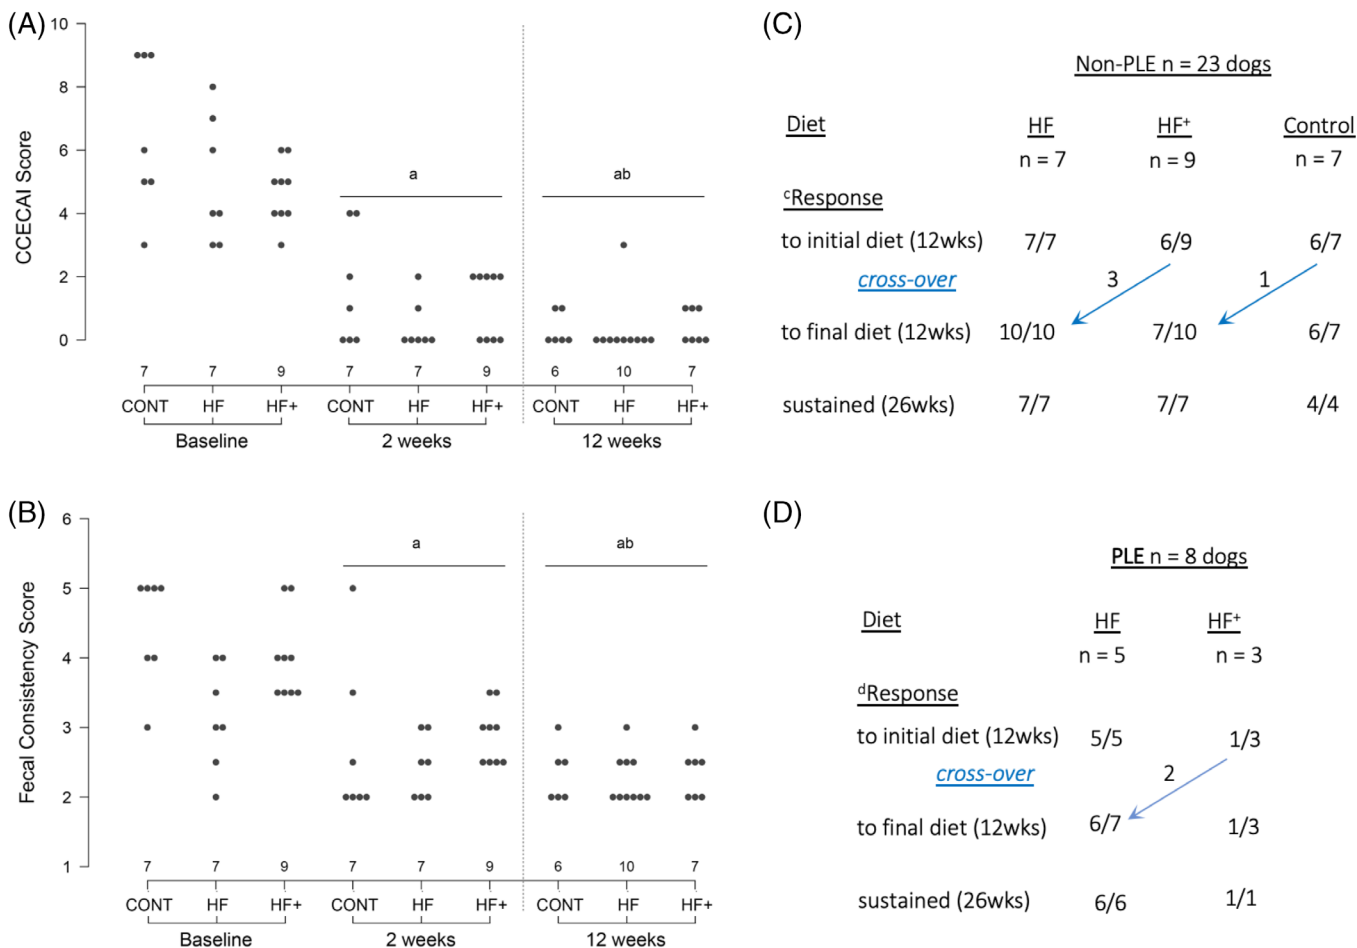 (A)
10
8
6
4
2
0
CCECAI Score
a
ab
7 7 9 7 7 9 6 10 7
CONT HF HF+ CONT HF HF+ CONT HF HF+
Baseline 2 weeks 12 weeks
(B)
6
5
4
3
2
1
Fecal Consistency Score
a
ab
7 7 9 7 7 9 6 10 7
CONT HF HF+ CONT HF HF+ CONT HF HF+
Baseline 2 weeks 12 weeks
(C)
Non-PLE n = 23 dogs
Diet HF HF+ Control
n = 7 n = 9 n = 7
cResponse
to initial diet (12wks) 7/7 6/9 6/7
cross-over 3 1
to final diet (12wks) 10/10 7/10 6/7
sustained (26wks) 7/7 7/7 4/4
(D)
PLE n = 8 dogs
Diet HF HF+
n = 5 n = 3
dResponse
to initial diet (12wks) 5/5 1/3
cross-over 2
to final diet (12wks) 6/7 1/3
sustained (26wks) 6/6 1/1